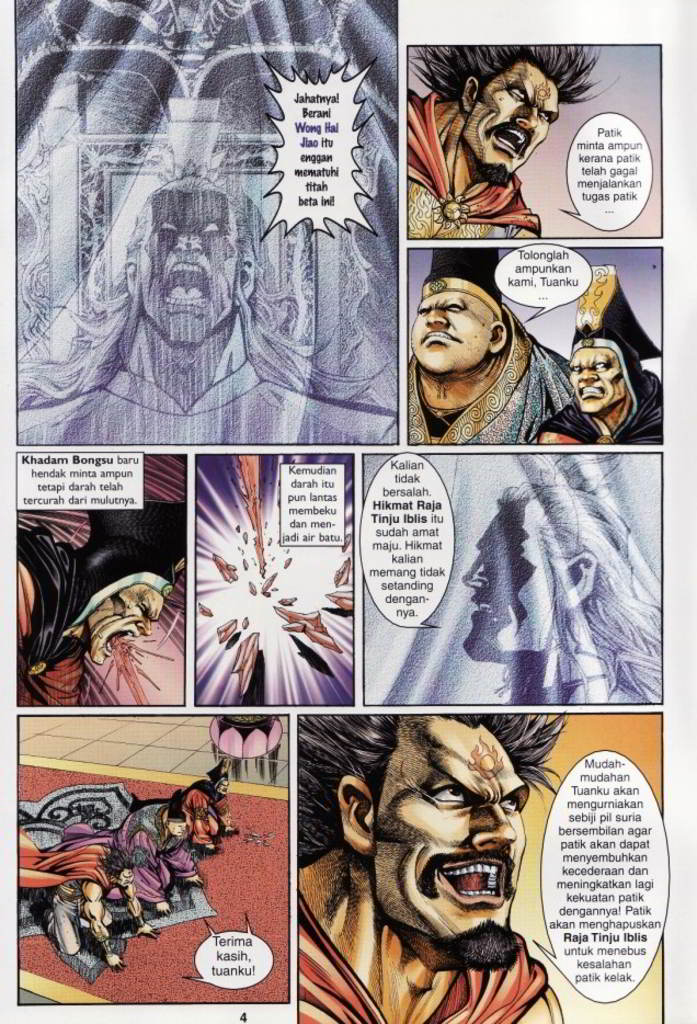 Jahatnya!
Berani
Wong Hai
Jiao itu
enggan
mematuhi
titah
beta ini!
Patik
minta ampun
kerana patik
telah gagal
menjalankan
tugas patik
...
Tolonglah
ampunkan
kami, Tuanku
...
Khadam Bongsu baru
hendak minta ampun
tetapi darah telah
tercurah dari mulutnya.
Kemudian
darah itu
pun lantas
membeku
dan men-
jadi air batu.
Kalian
tidak
bersalah.
Hikmat Raja
Tinju Iblis itu
sudah amat
maju. Hikmat
kalian
memang tidak
setanding
dengan-
nya.
Terima
kasih,
tuanku!
Mudah-
mudahan
Tuanku akan
mengurniakan
sebiji pil suria
bersembilan agar
patik akan dapat
menyembuhkan
kecederaan dan
meningkatkan lagi
kekuatan patik
dengannya! Patik
akan menghapuskan
Raja Tinju Iblis
untuk menebus
kesalahan
patik kelak.
4